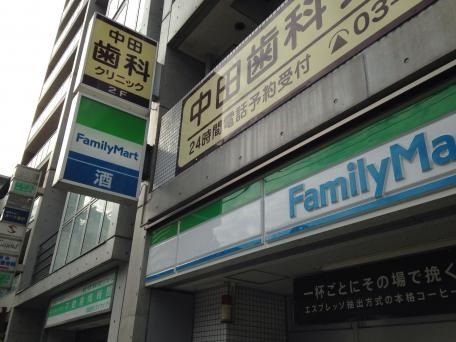 中田
歯科
クリニック
2F
FamilyMart
酒
中田歯科
24時間電話予約受付
03-
FamilyMa
一杯ごとにその場で挽く
エスプレッソ抽出方式の本格コーヒー